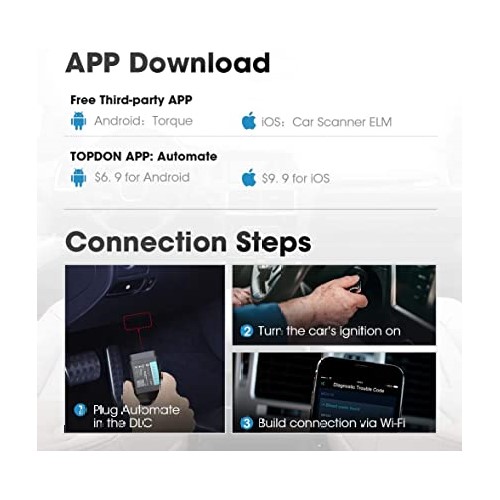 APP Download
Free Third-party APP
Android: Torque
iOS: Car Scanner ELM
TOPDON APP: Automate
$6. 9 for Android
$9. 9 for iOS
Connection Steps
1 Plug Automate
in the DLC
2 Turn the car's ignition on
Diagnostic Trouble Code
3 Build connection via Wi-Fi